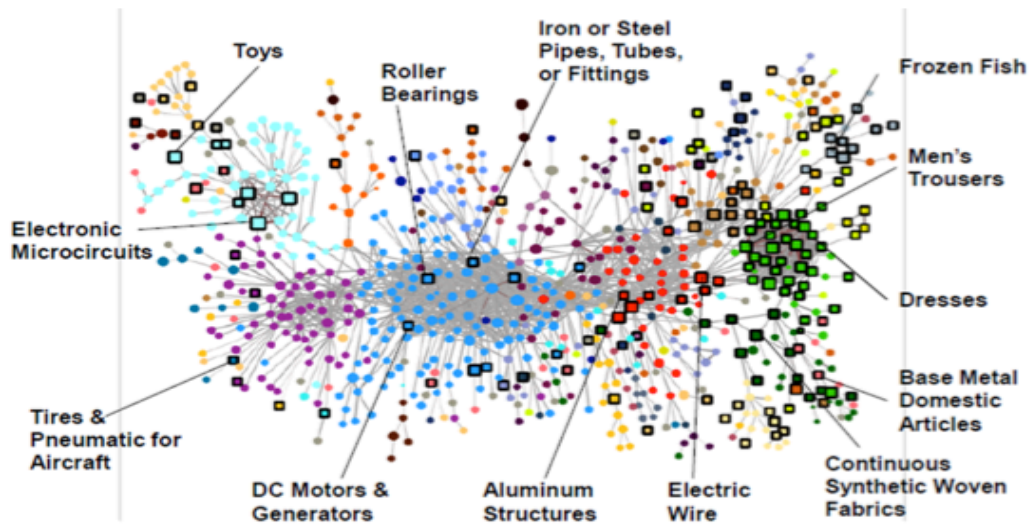 Toys
Roller
Bearings
Iron or Steel
Pipes, Tubes,
or Fittings
Frozen Fish
Men's
Trousers
Electronic
Microcircuits
Dresses
Tires &
Pneumatic for
Aircraft
DC Motors &
Generators
Aluminum
Structures
Electric
Wire
Base Metal
Domestic
Articles
Continuous
Synthetic Woven
Fabrics